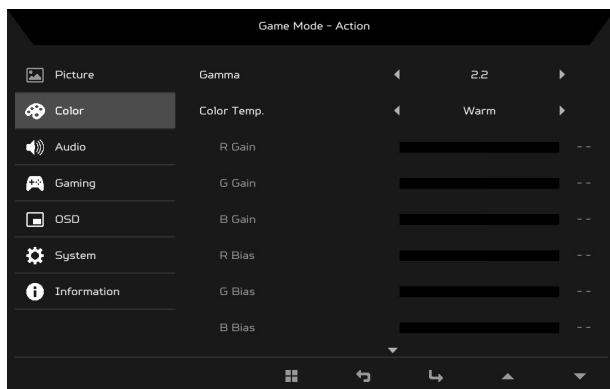 Game Mode - Action
Picture
Gamma 2.2
Color
Color Temp. Warm
Audio
R Gain --
Gaming
G Gain --
OSD
B Gain --
System
R Bias --
Information
G Bias --
B Bias --